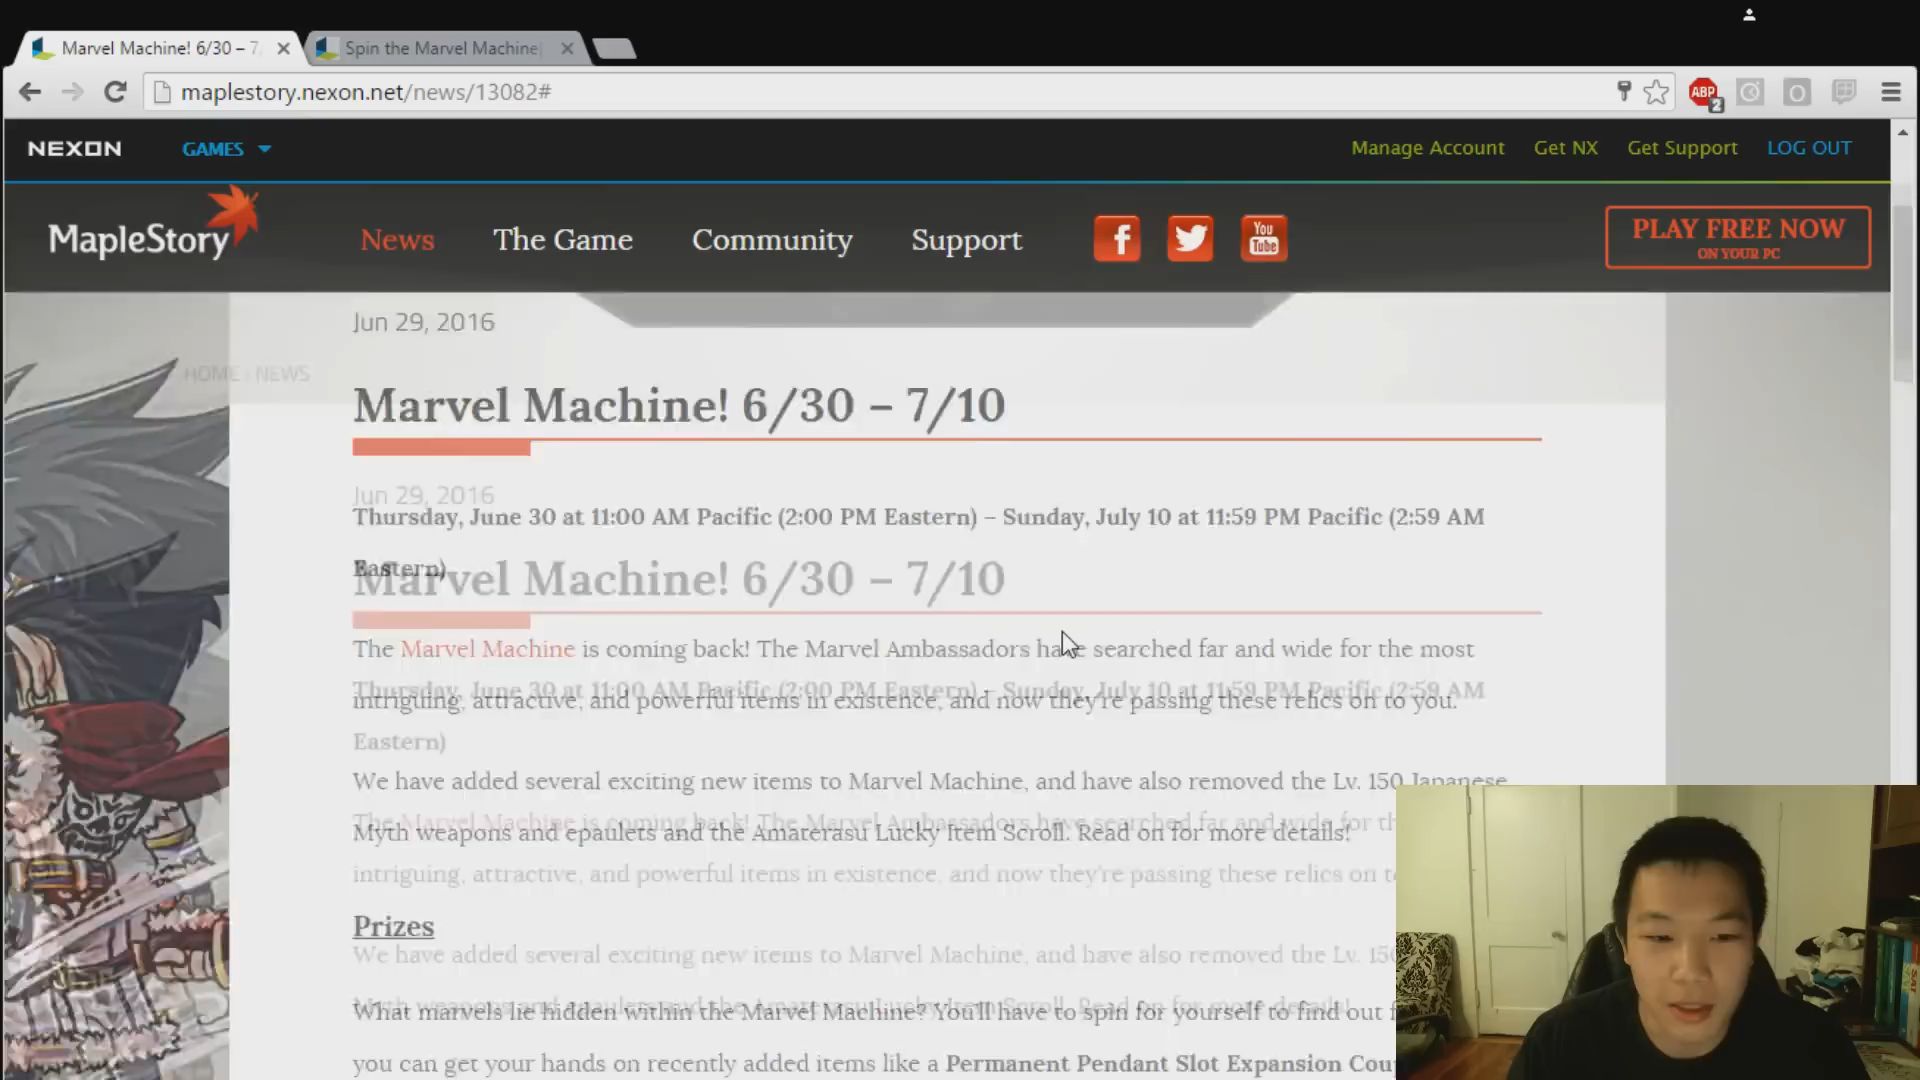 Marvel Machine! 6/30 – 7/
Spin the Marvel Machine
maplestory.nexon.net/news/13082#
ABP
2
NEXON
GAMES
Manage Account
Get NX
Get Support
LOG OUT
MapleStory
News
The Game
Community
Support
You
Tube
PLAY FREE NOW
ON YOUR PC
Jun 29, 2016
HOME
NEWS
Marvel Machine! 6/30 – 7/10
Jun 29, 2016
Thursday, June 30 at 11:00 AM Pacific (2:00 PM Eastern) – Sunday, July 10 at 11:59 PM Pacific (2:59 AM
Eastern)
Marvel Machine! 6/30 – 7/10
The Marvel Machine is coming back! The Marvel Ambassadors have searched far and wide for the most
Thursday, June 30 at 11:00 AM Pacific (2:00 PM Eastern) – Sunday, July 10 at 11:59 PM Pacific (2:59 AM
intriguing, attractive, and powerful items in existence, and now they're passing these relics on to you.
Eastern)
We have added several exciting new items to Marvel Machine, and have also removed the Lv. 150 Japanese
The Marvel Machine is coming back! The Marvel Ambassadors have searched far and wide for th
Myth weapons and epaulets and the Amaterasu Lucky Item Scroll. Read on for more details!
intriguing, attractive, and powerful items in existence, and now they're passing these relics on t
Prizes
We have added several exciting new items to Marvel Machine, and have also removed the Lv. 150
Myth weapons and epaulets and the Amaterasu Lucky Item Scroll. Read on for more details!
What marvels lie hidden within the Marvel Machine? You'll have to spin for yourself to find out f
you can get your hands on recently added items like a Permanent Pendant Slot Expansion Cou